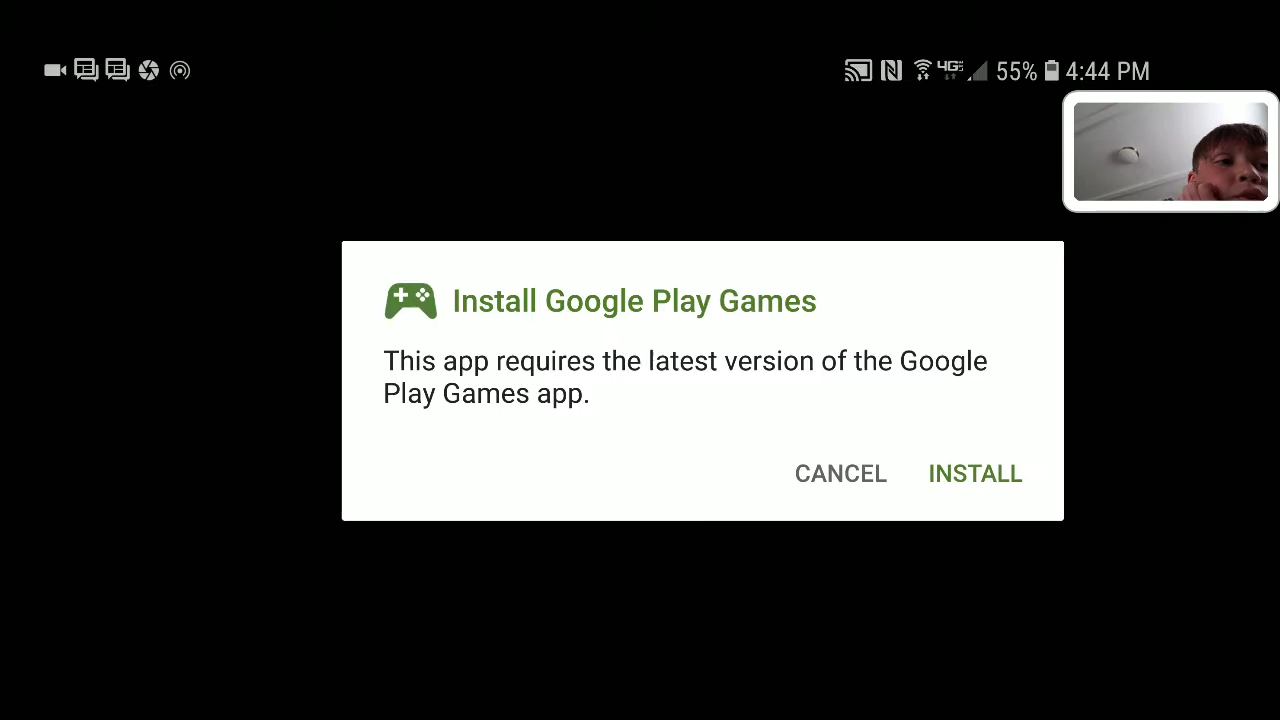 4G 55% 4:44 PM
Install Google Play Games
This app requires the latest version of the Google
Play Games app.
CANCEL INSTALL